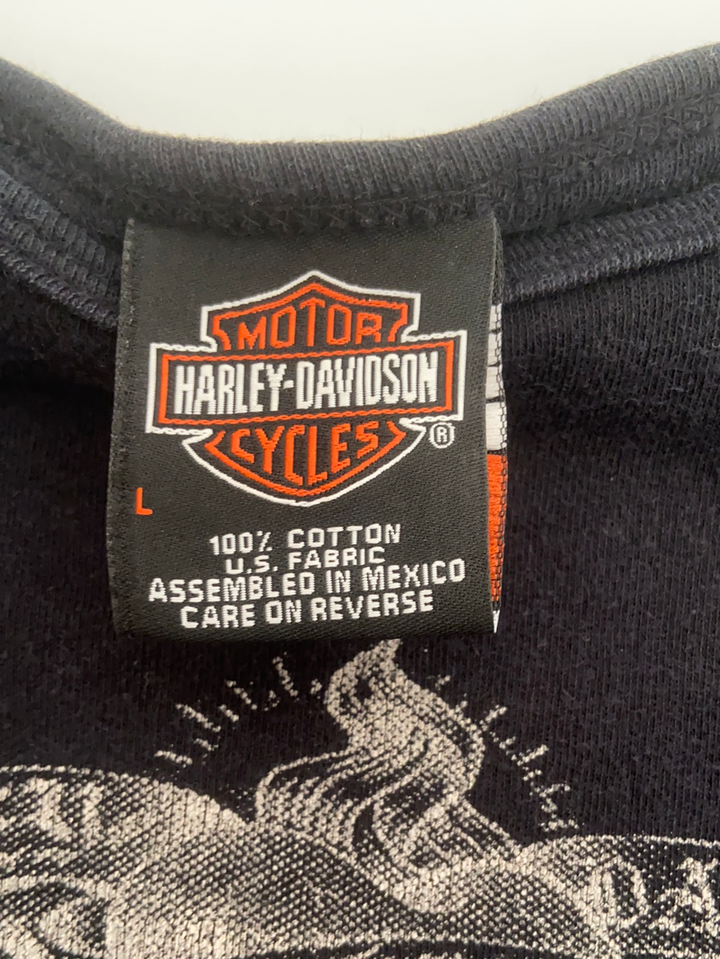 MOTOR
HARLEY-DAVIDSON
CYCLES
®
L
100% COTTON
U.S. FABRIC
ASSEMBLED IN MEXICO
CARE ON REVERSE